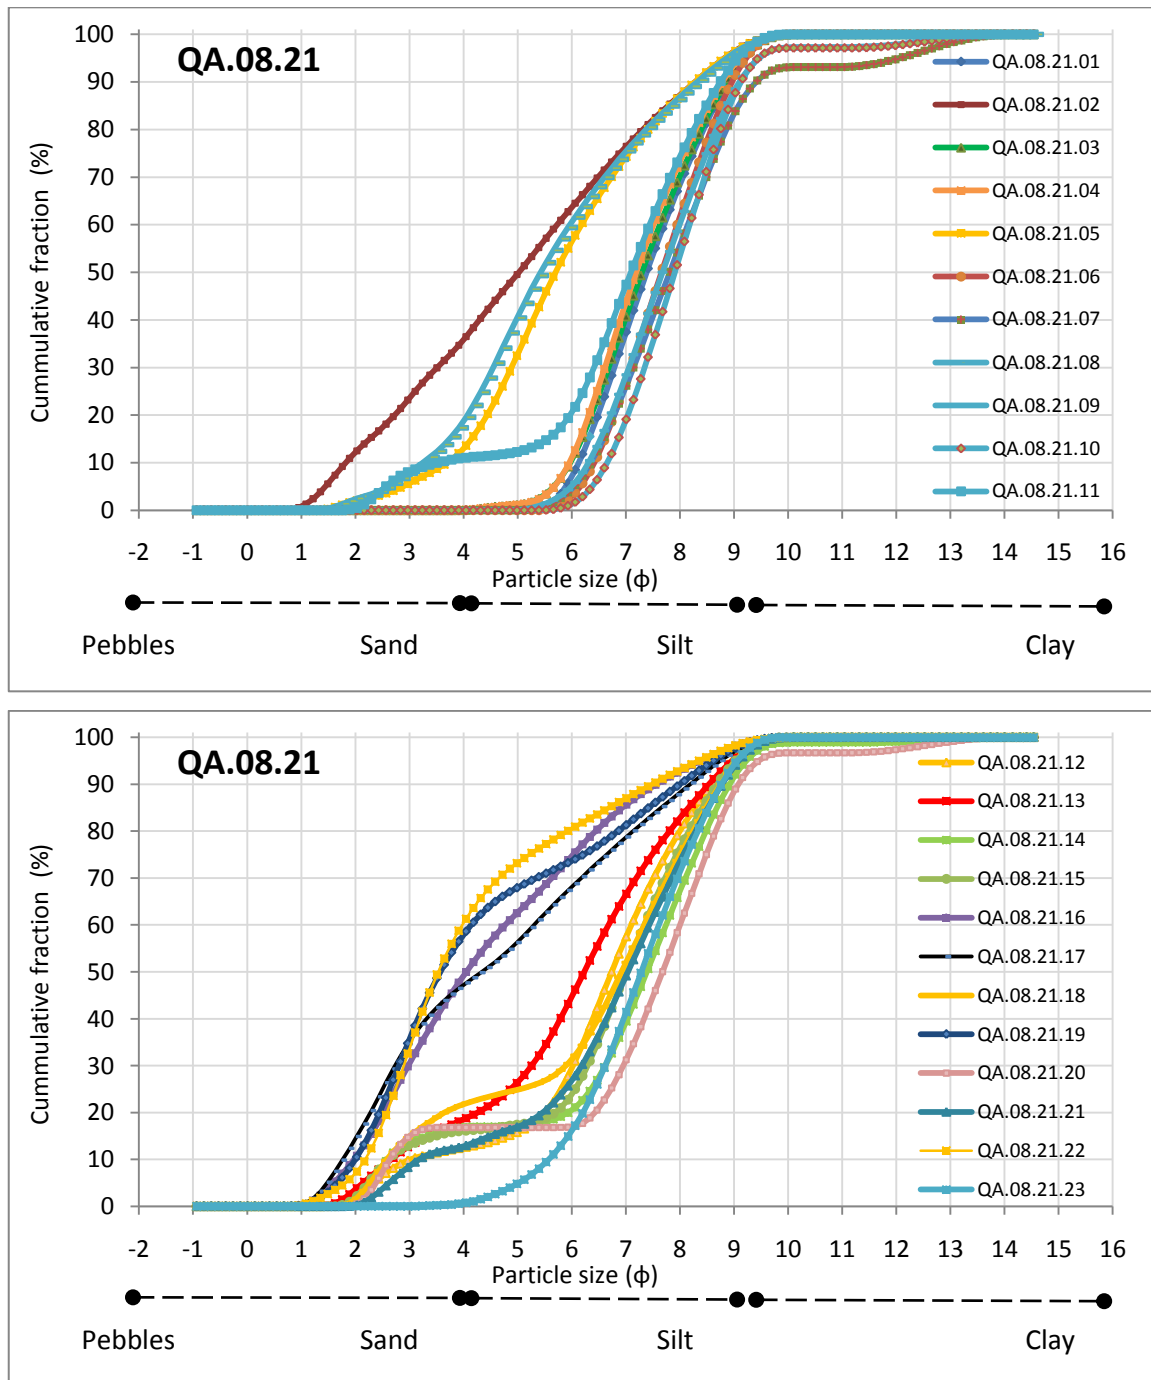 QA.08.21
Cummulative fraction (%)
100
90
80
70
60
50
40
30
20
10
0
-2 -1 0 1 2 3 4 5 6 7 8 9 10 11 12 13 14 15 16
Particle size (ϕ)
Pebbles Sand Silt Clay
QA.08.21.01
QA.08.21.02
QA.08.21.03
QA.08.21.04
QA.08.21.05
QA.08.21.06
QA.08.21.07
QA.08.21.08
QA.08.21.09
QA.08.21.10
QA.08.21.11
QA.08.21
Cummulative fraction (%)
100
90
80
70
60
50
40
30
20
10
0
-2 -1 0 1 2 3 4 5 6 7 8 9 10 11 12 13 14 15 16
Particle size (ϕ)
Pebbles Sand Silt Clay
QA.08.21.12
QA.08.21.13
QA.08.21.14
QA.08.21.15
QA.08.21.16
QA.08.21.17
QA.08.21.18
QA.08.21.19
QA.08.21.20
QA.08.21.21
QA.08.21.22
QA.08.21.23